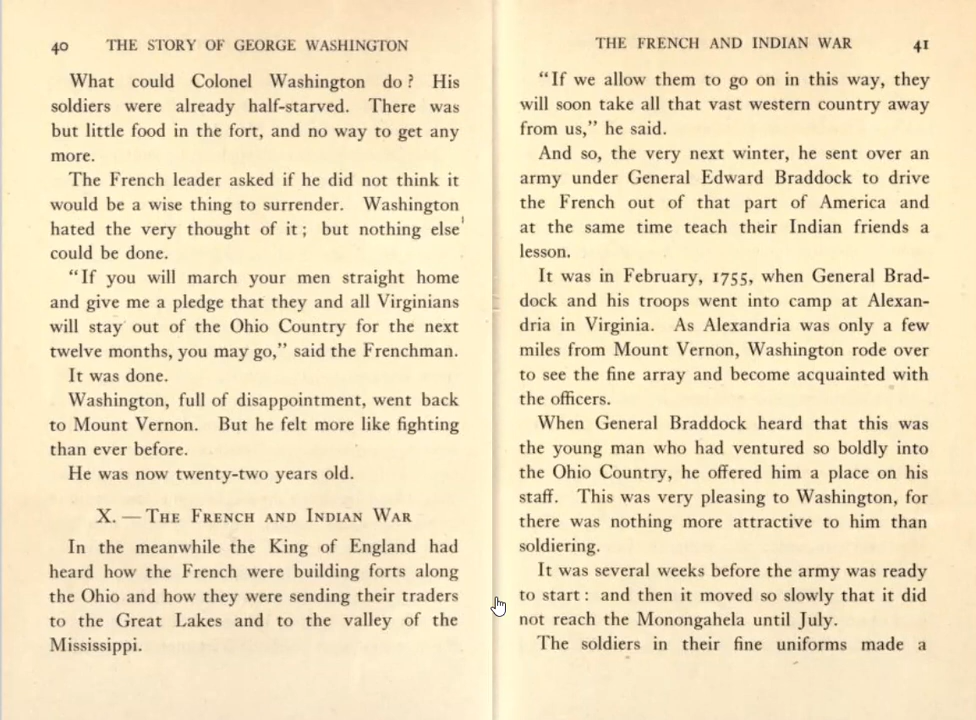 40 THE STORY OF GEORGE WASHINGTON
What could Colonel Washington do? His
soldiers were already half-starved. There was
but little food in the fort, and no way to get any
more.
The French leader asked if he did not think it
would be a wise thing to surrender. Washington
hated the very thought of it; but nothing else
could be done.
"If you will march your men straight home
and give me a pledge that they and all Virginians
will stay out of the Ohio Country for the next
twelve months, you may go," said the Frenchman.
It was done.
Washington, full of disappointment, went back
to Mount Vernon. But he felt more like fighting
than ever before.
He was now twenty-two years old.
X. — THE FRENCH AND INDIAN WAR
In the meanwhile the King of England had
heard how the French were building forts along
the Ohio and how they were sending their traders
to the Great Lakes and to the valley of the
Mississippi.
THE FRENCH AND INDIAN WAR 41
"If we allow them to go on in this way, they
will soon take all that vast western country away
from us," he said.
And so, the very next winter, he sent over an
army under General Edward Braddock to drive
the French out of that part of America and
at the same time teach their Indian friends a
lesson.
It was in February, 1755, when General Brad-
dock and his troops went into camp at Alexan-
dria in Virginia. As Alexandria was only a few
miles from Mount Vernon, Washington rode over
to see the fine array and become acquainted with
the officers.
When General Braddock heard that this was
the young man who had ventured so boldly into
the Ohio Country, he offered him a place on his
staff. This was very pleasing to Washington, for
there was nothing more attractive to him than
soldiering.
It was several weeks before the army was ready
to start: and then it moved so slowly that it did
not reach the Monongahela until July.
The soldiers in their fine uniforms made a